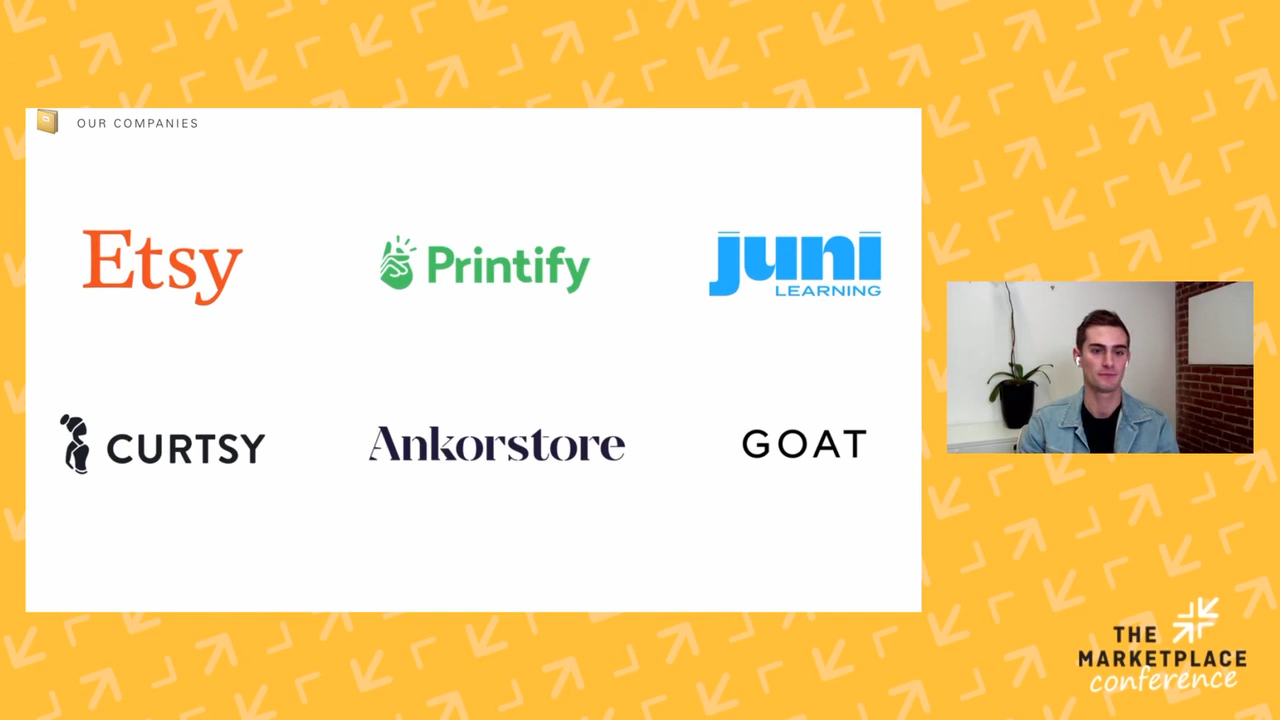 OUR COMPANIES
Etsy
Printify
juni
LEARNING
CURTSY
Ankorstore
GOAT
THE
MARKETPLACE
conference